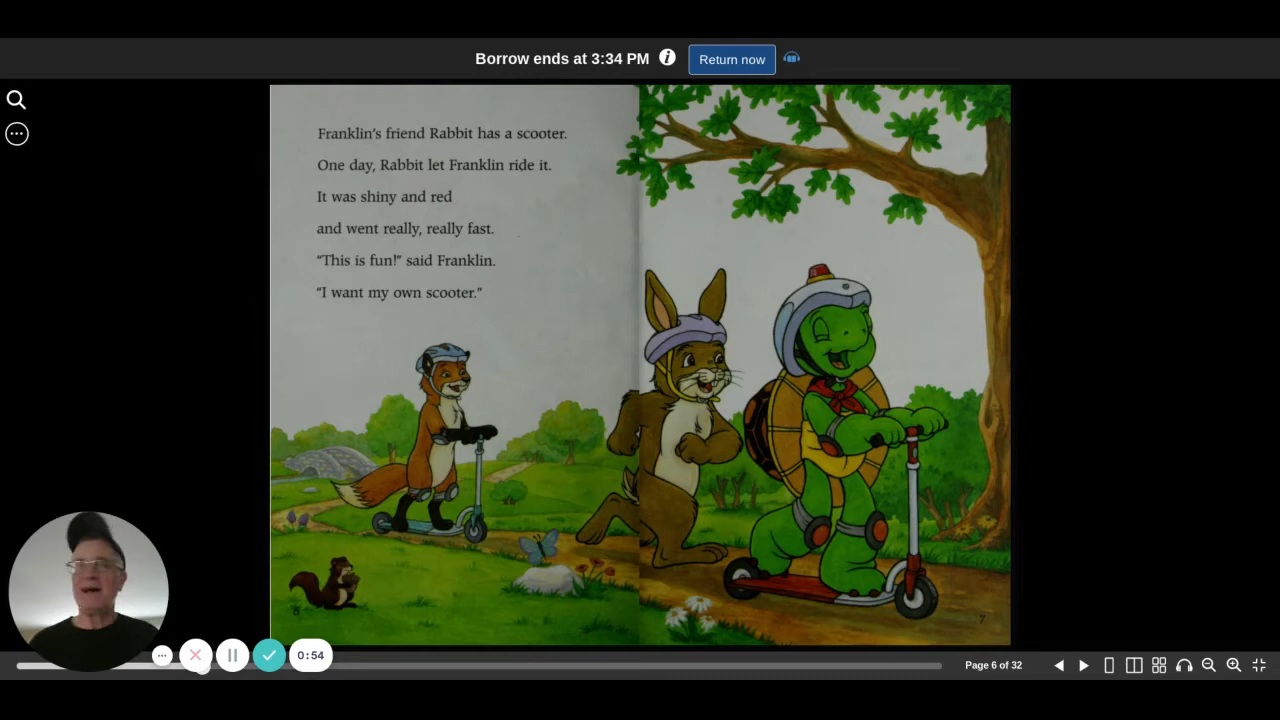 Borrow ends at 3:34 PM
Return now
Franklin's friend Rabbit has a scooter.
One day, Rabbit let Franklin ride it.
It was shiny and red
and went really, really fast.
“This is fun!” said Franklin.
“I want my own scooter.”
6
7
0:54
Page 6 of 32